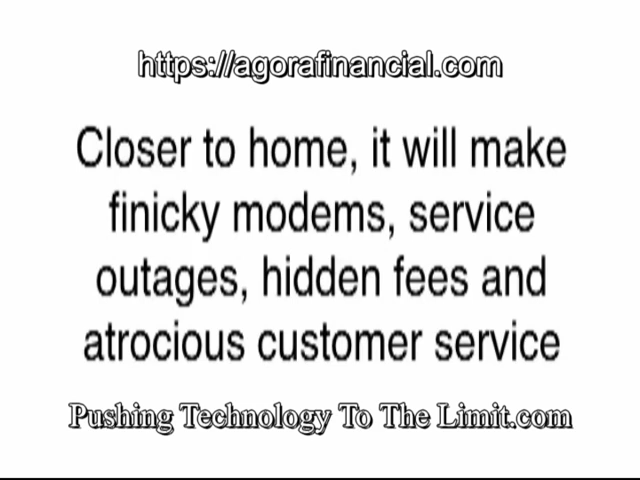 https://agorafinancial.com
Closer to home, it will make
finicky modems, service
outages, hidden fees and
atrocious customer service
Pushing Technology To The Limit.com